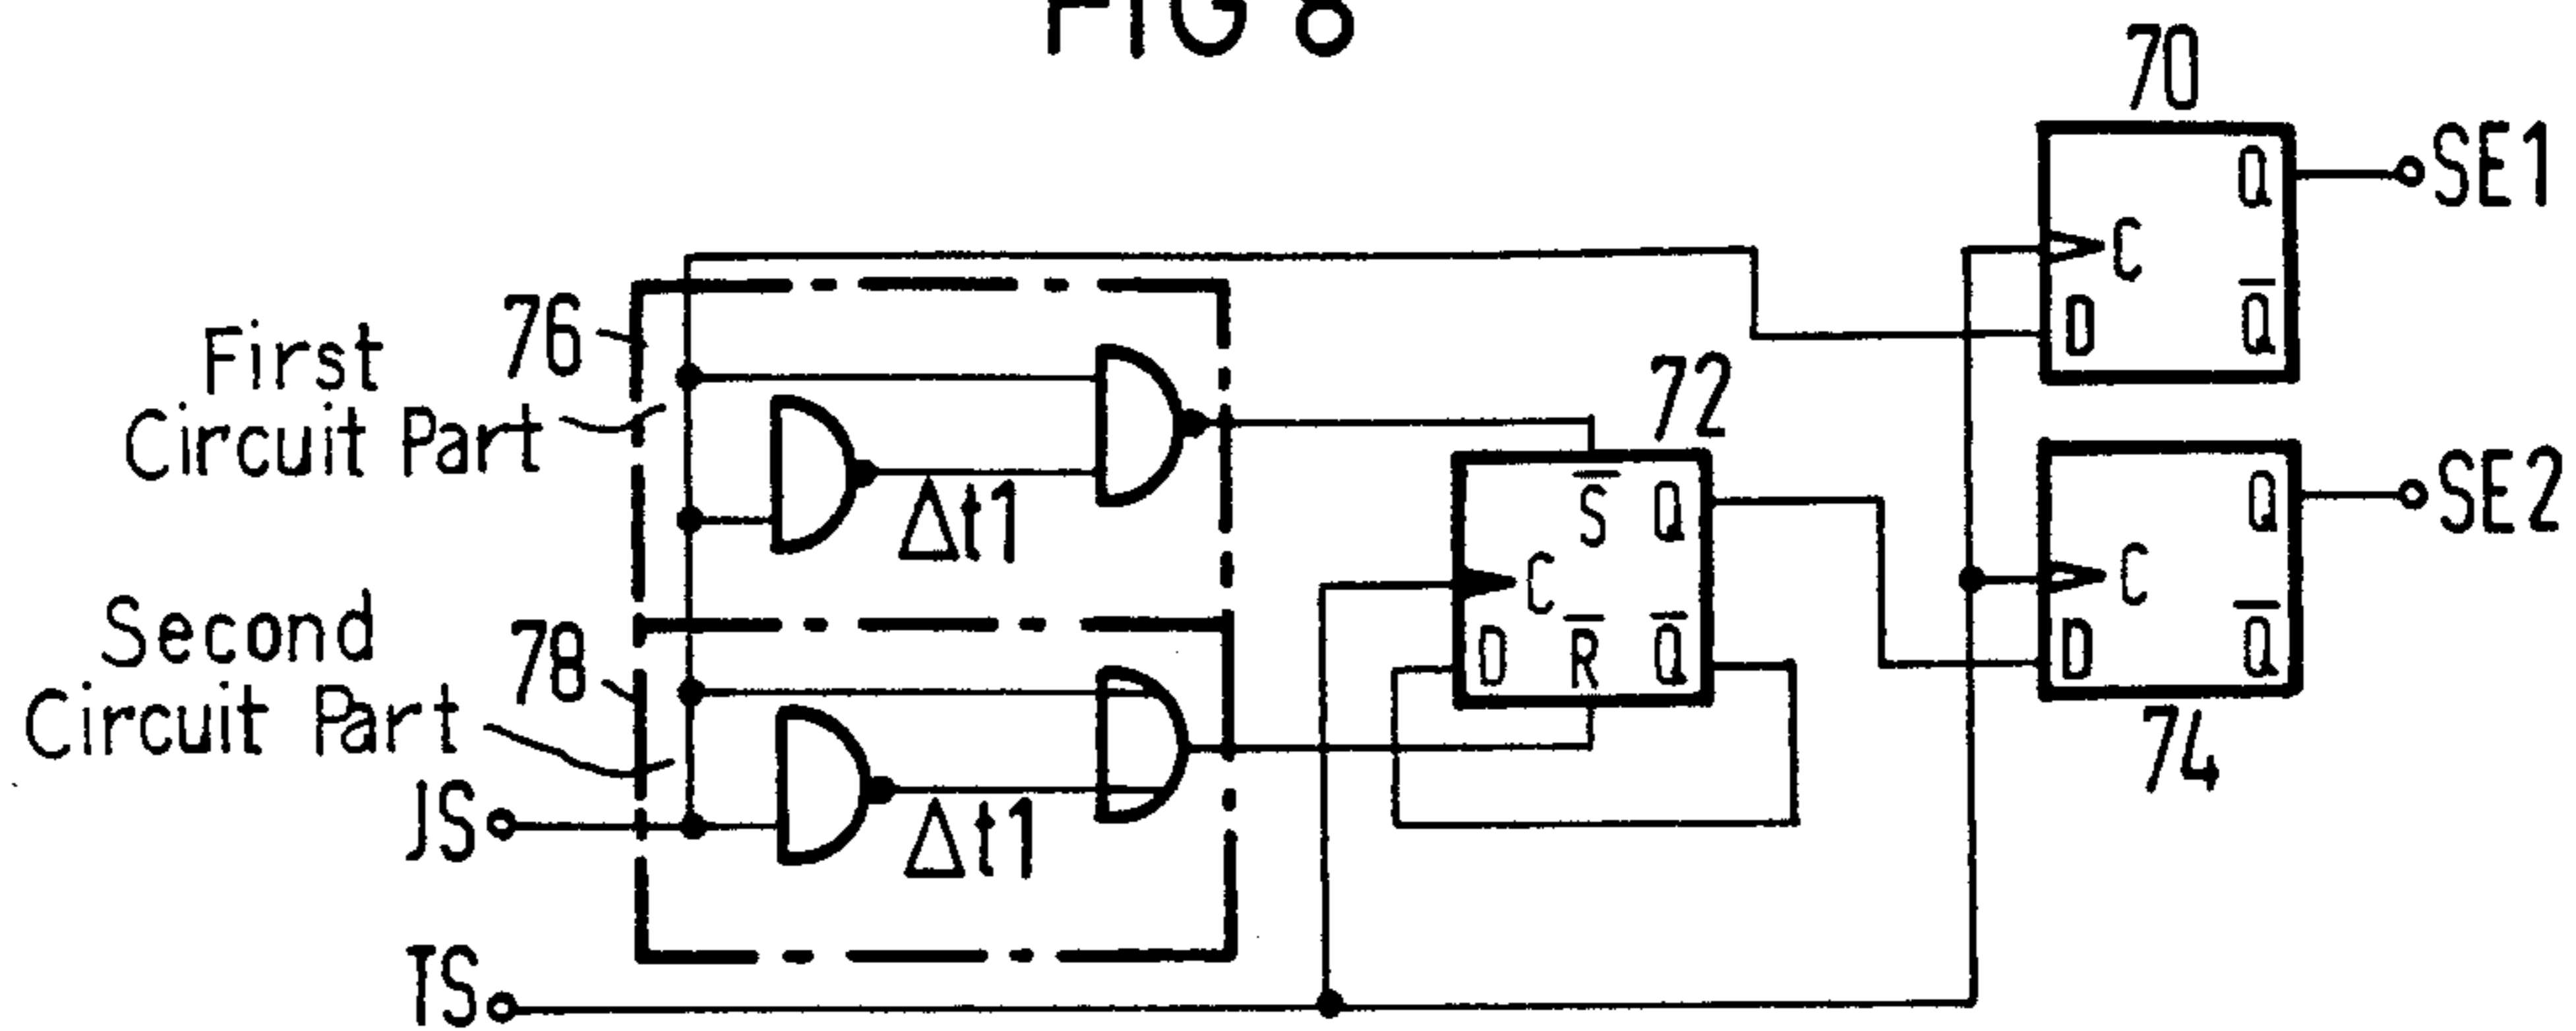 FIG 8
70
SE1
Q
C
D
Q̅
First
Circuit Part
76
Δt1
72
S̅
Q
C
D
R̅
Q̅
SE2
Q
C
D
Q̅
74
Second
Circuit Part
78
Δt1
JS
TS